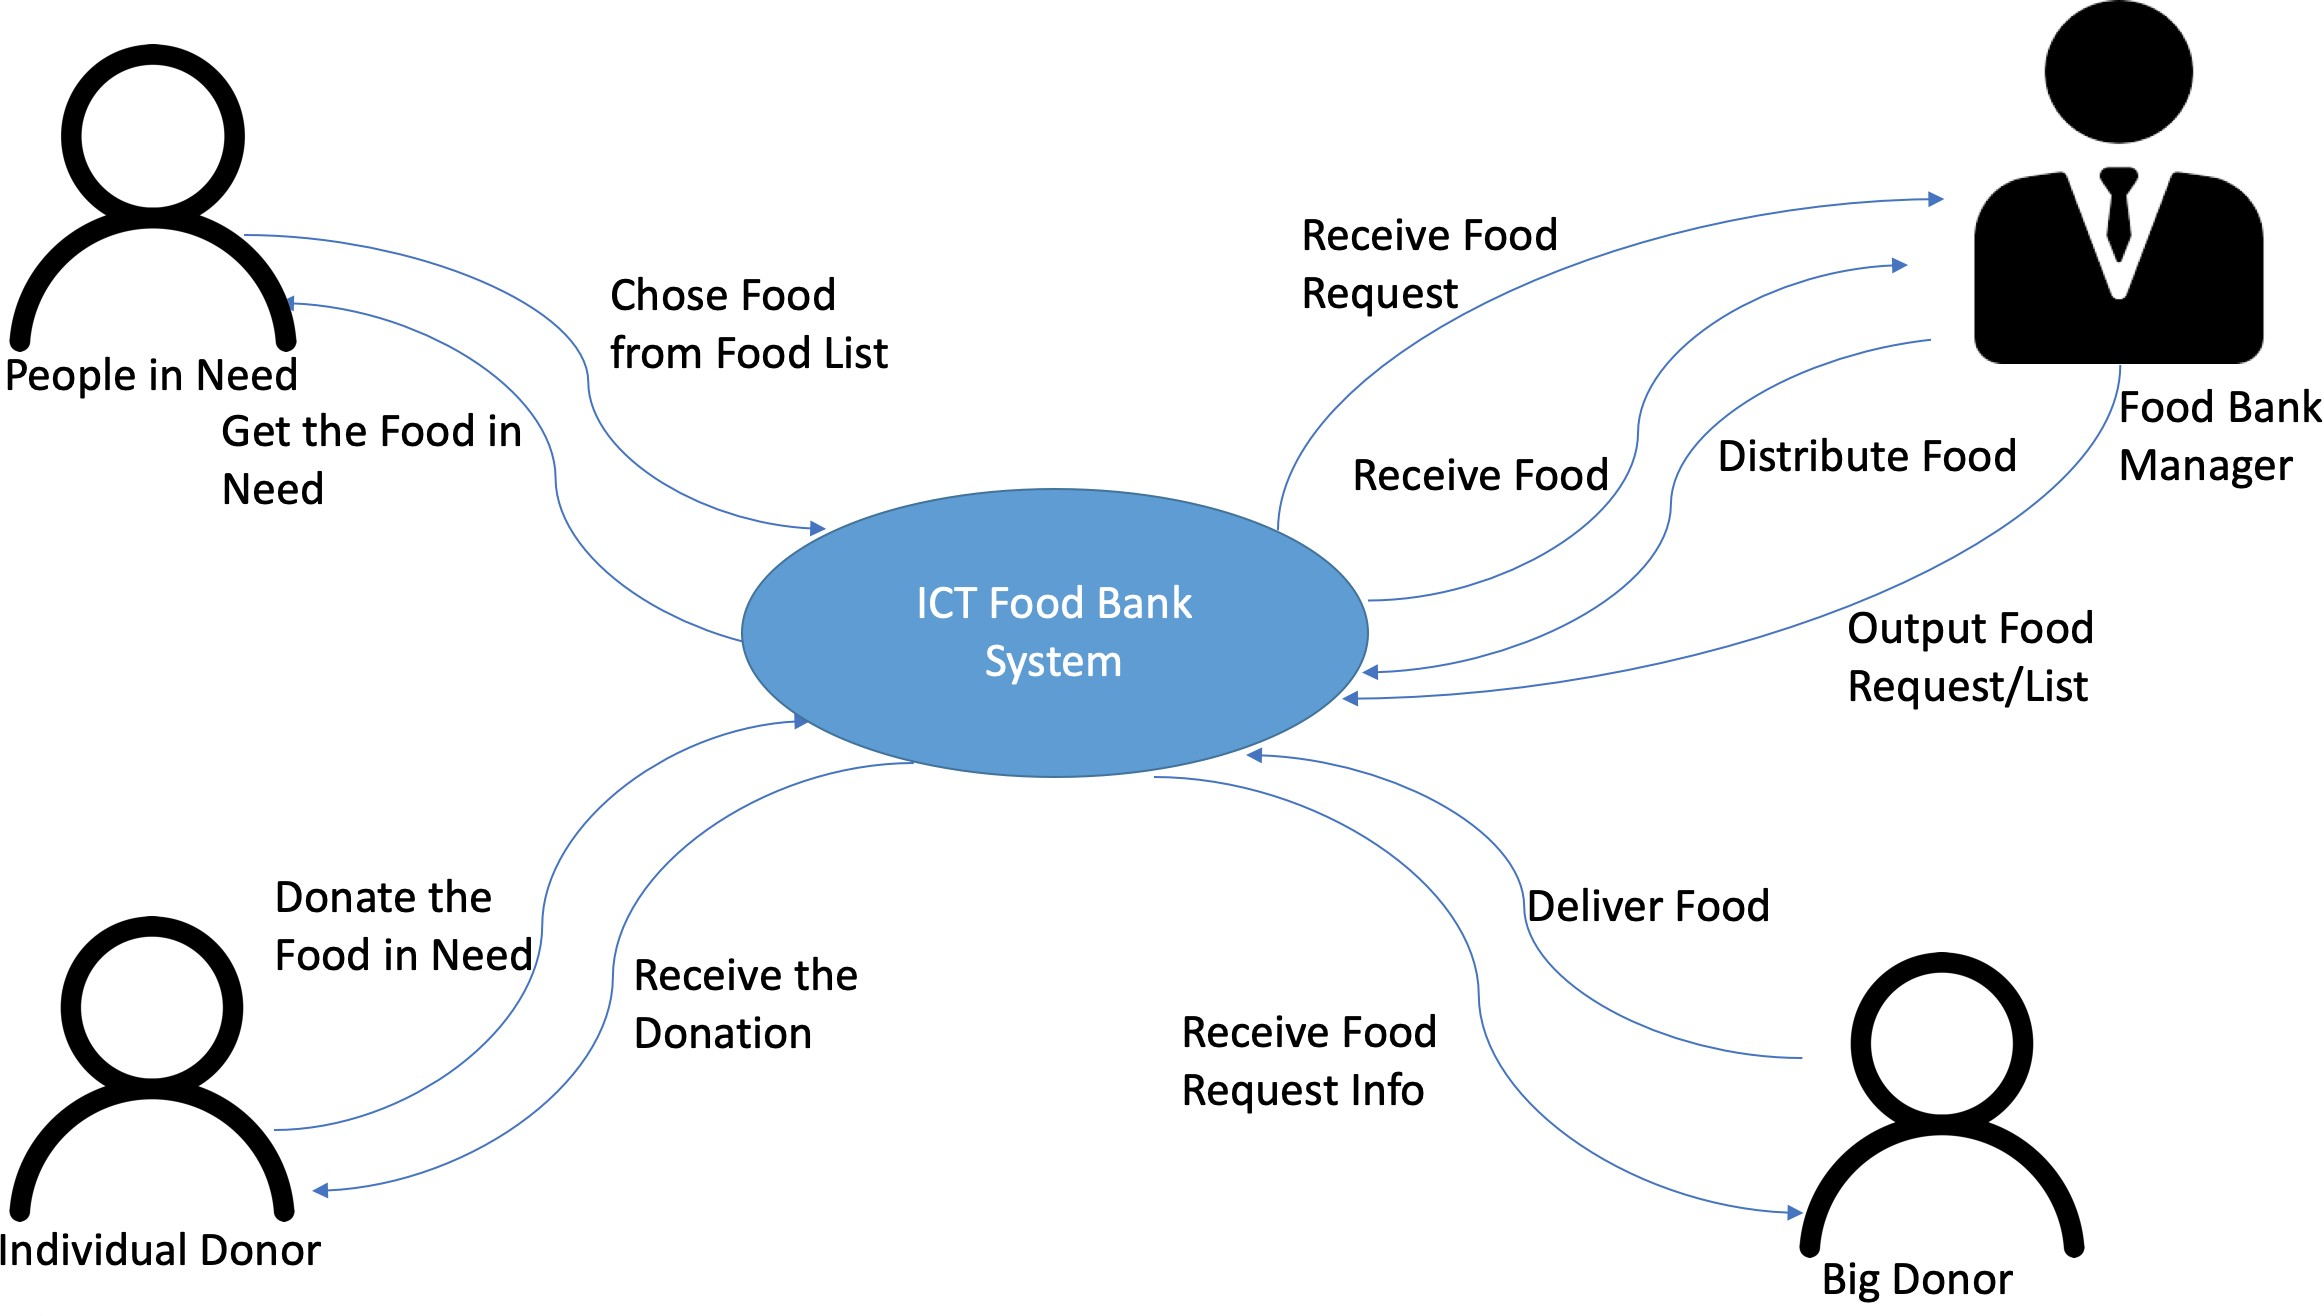 People in Need
Chose Food
from Food List
Get the Food in
Need
Receive Food
Request
Receive Food
Distribute Food
Food Bank
Manager
Output Food
Request/List
ICT Food Bank
System
Donate the
Food in Need
Receive the
Donation
Individual Donor
Deliver Food
Receive Food
Request Info
Big Donor